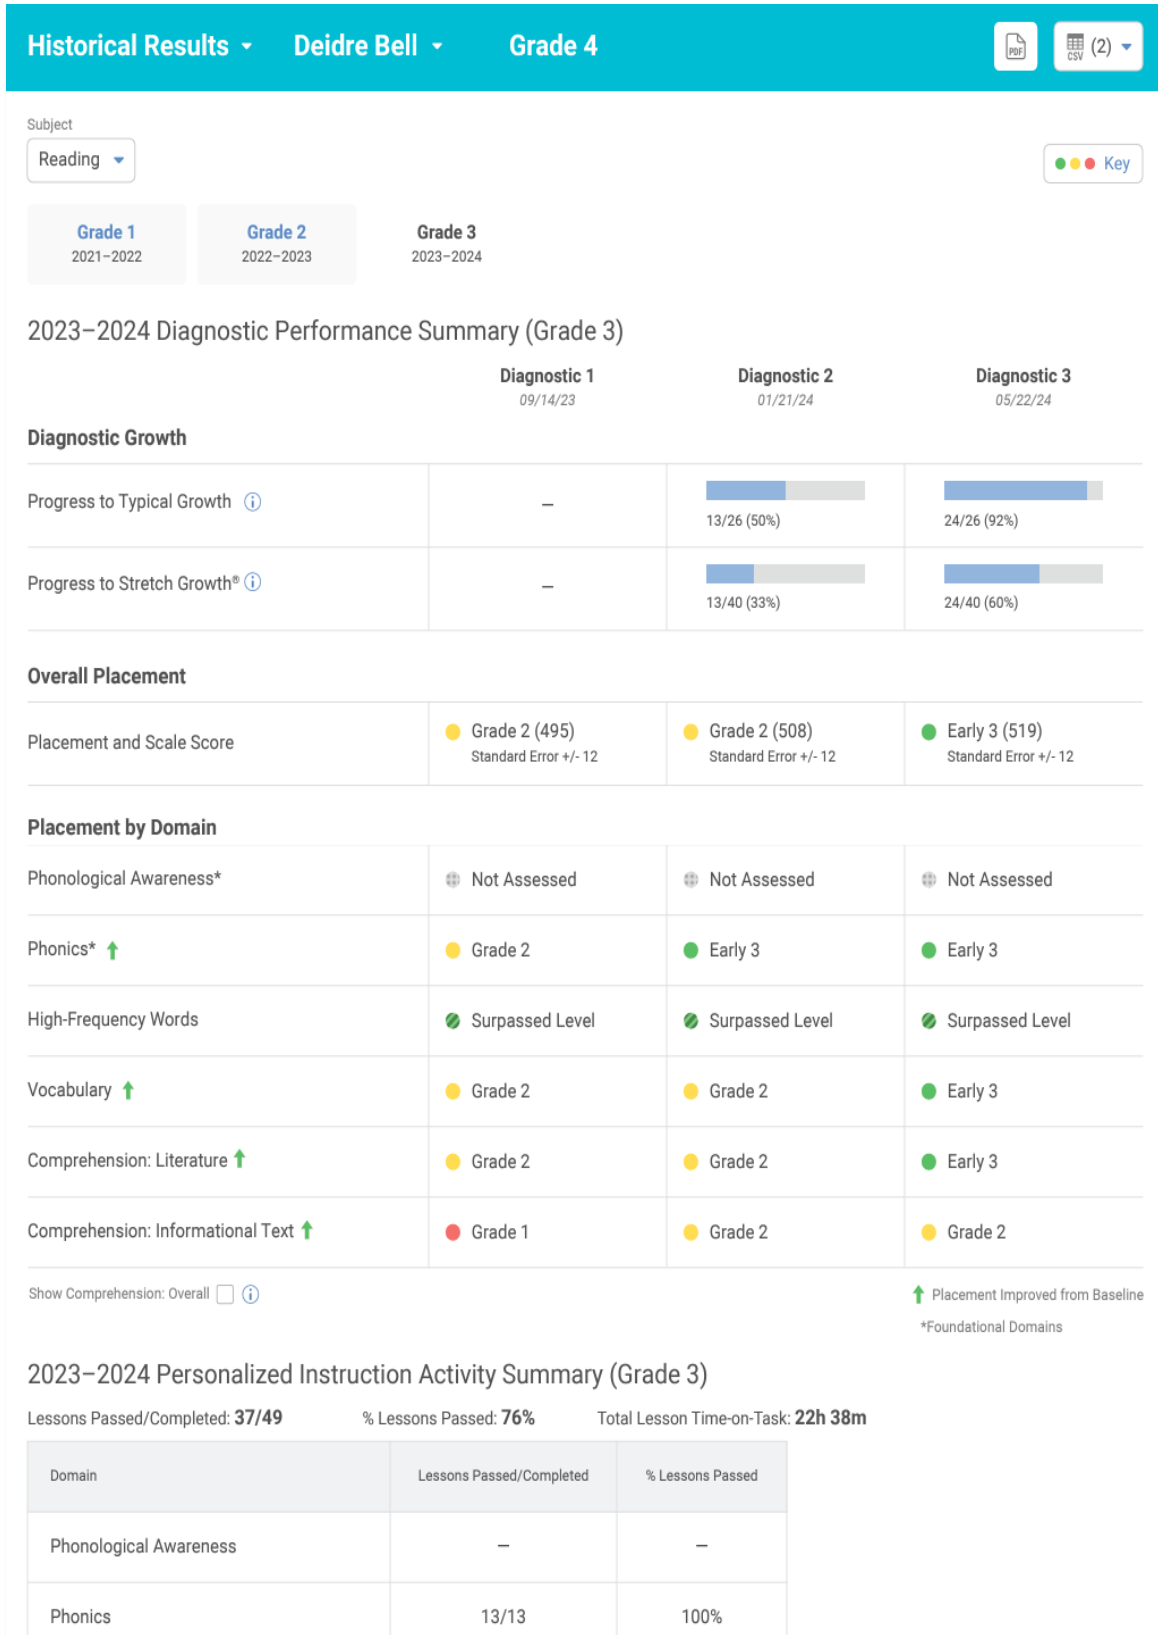 Historical Results Deidre Bell Grade 4 PDF CSV (2)
Subject
Reading Key
Grade 1 Grade 2 Grade 3
2021–2022 2022–2023 2023–2024
2023–2024 Diagnostic Performance Summary (Grade 3)
Diagnostic 1 Diagnostic 2 Diagnostic 3
09/14/23 01/21/24 05/22/24
Diagnostic Growth
Progress to Typical Growth – 13/26 (50%) 24/26 (92%)
Progress to Stretch Growth® – 13/40 (33%) 24/40 (60%)
Overall Placement
Placement and Scale Score Grade 2 (495) Grade 2 (508) Early 3 (519)
Standard Error +/- 12 Standard Error +/- 12 Standard Error +/- 12
Placement by Domain
Phonological Awareness* Not Assessed Not Assessed Not Assessed
Phonics* Grade 2 Early 3 Early 3
High-Frequency Words Surpassed Level Surpassed Level Surpassed Level
Vocabulary Grade 2 Grade 2 Early 3
Comprehension: Literature Grade 2 Grade 2 Early 3
Comprehension: Informational Text Grade 1 Grade 2 Grade 2
Show Comprehension: Overall Placement Improved from Baseline
*Foundational Domains
2023–2024 Personalized Instruction Activity Summary (Grade 3)
Lessons Passed/Completed: 37/49 % Lessons Passed: 76% Total Lesson Time-on-Task: 22h 38m
Domain Lessons Passed/Completed % Lessons Passed
Phonological Awareness – –
Phonics 13/13 100%